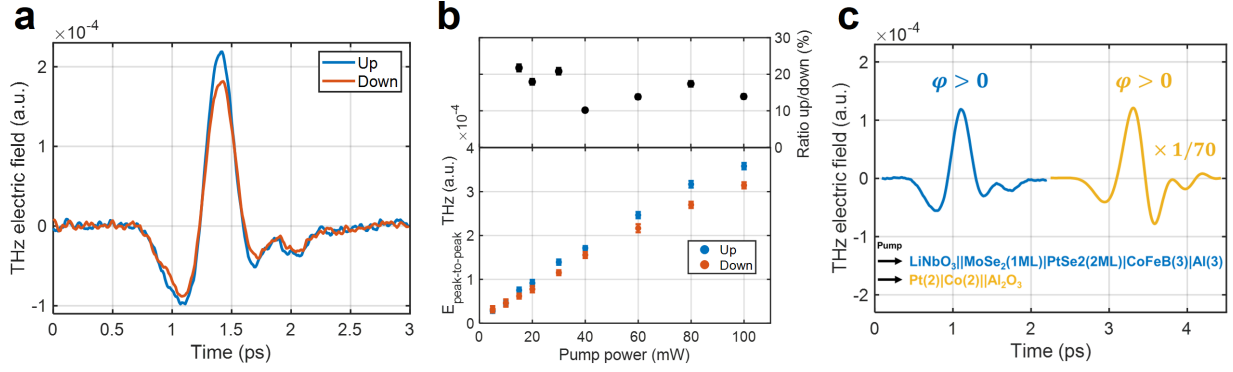 a
×10⁻⁴
THz electric field (a.u.)
2
1
0
-1
0
0.5
1
1.5
2
2.5
3
Time (ps)
Up
Down
b
30
20
10
0
Ratio up/down (%)
×10⁻⁴
4
3
2
1
0
E_peak-to-peak THz (a.u.)
20
40
60
80
100
Pump power (mW)
Up
Down
c
×10⁻⁴
THz electric field (a.u.)
2
1
0
-1
-2
φ > 0
φ > 0
× 1/70
Pump
LiNbO₃||MoSe₂(1ML)|PtSe2(2ML)|CoFeB(3)|Al(3)
Pt(2)|Co(2)||Al₂O₃
0
1
2
3
4
Time (ps)